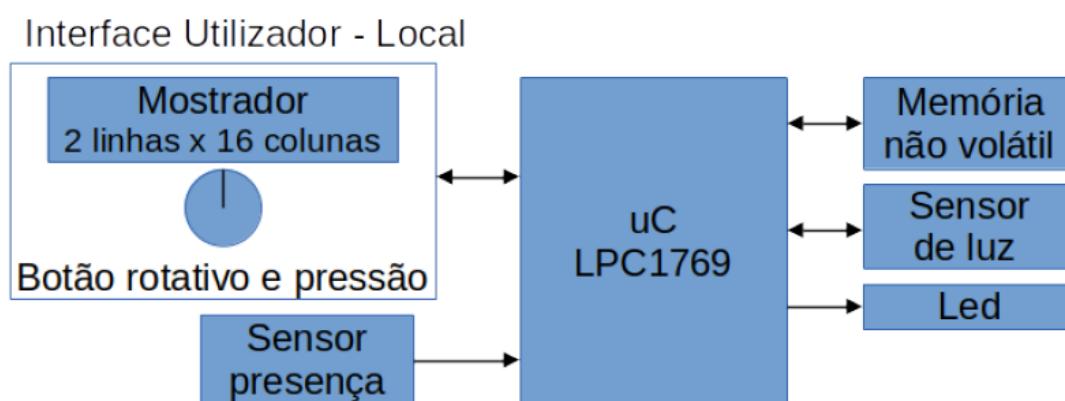 Interface Utilizador - Local
Mostrador
2 linhas x 16 colunas
Botão rotativo e pressão
Sensor
presença
uC
LPC1769
Memória
não volátil
Sensor
de luz
Led